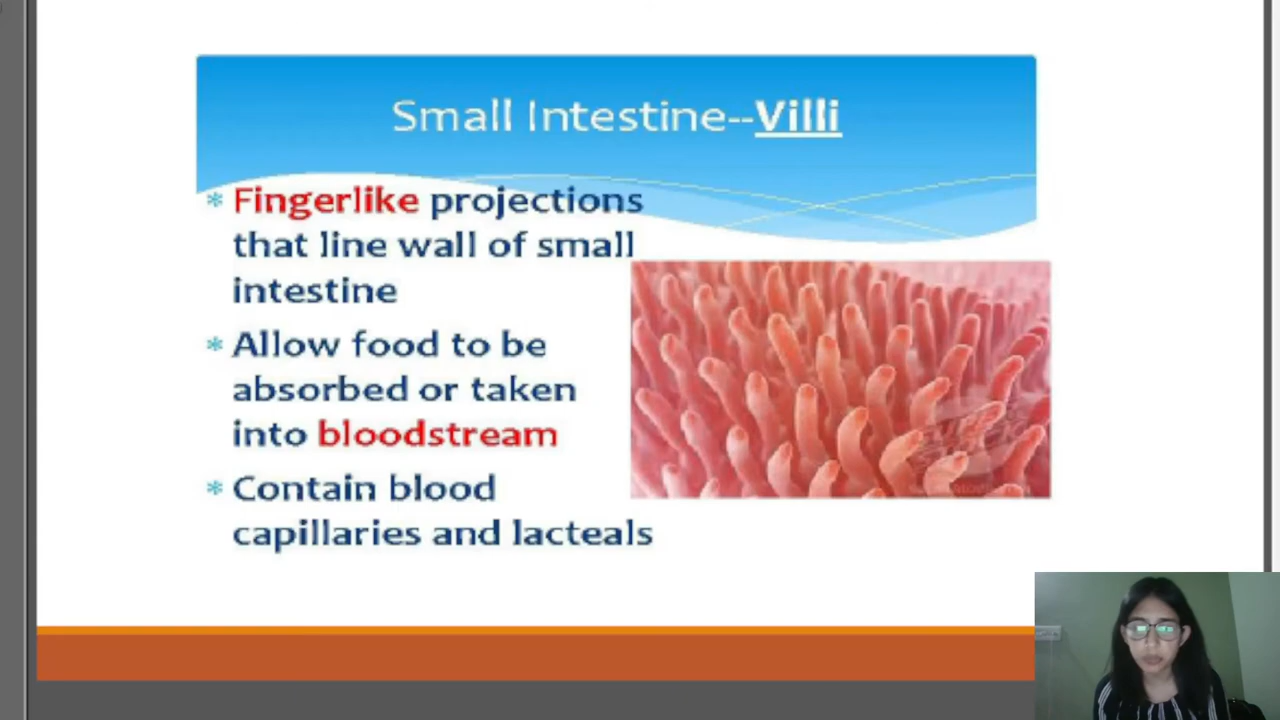 Small Intestine--Villi
* Fingerlike projections
that line wall of small
intestine
* Allow food to be
absorbed or taken
into bloodstream
* Contain blood
capillaries and lacteals